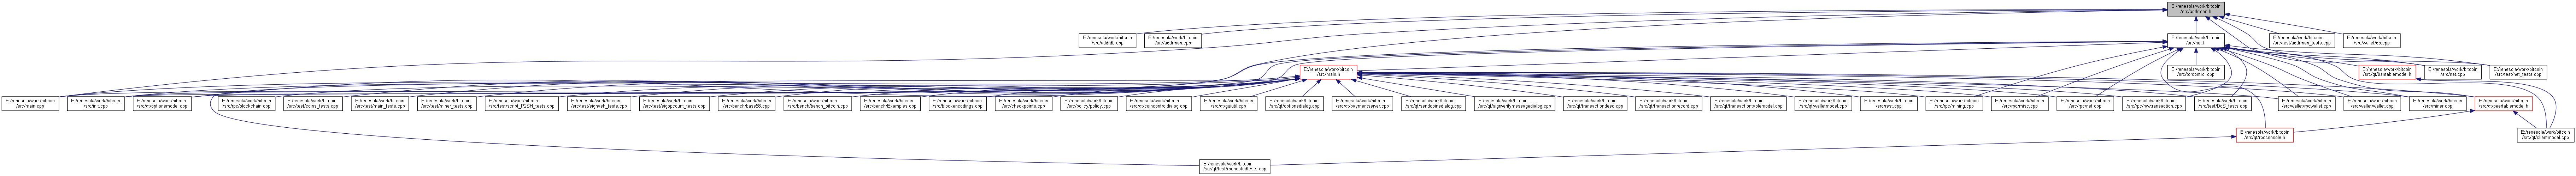 E:/renesola/work/bitcoin
/src/addrman.h
E:/renesola/work/bitcoin
/src/addrdb.cpp
E:/renesola/work/bitcoin
/src/addrman.cpp
E:/renesola/work/bitcoin
/src/net.h
E:/renesola/work/bitcoin
/src/test/addrman_tests.cpp
E:/renesola/work/bitcoin
/src/wallet/db.cpp
E:/renesola/work/bitcoin
/src/main.h
E:/renesola/work/bitcoin
/src/torcontrol.cpp
E:/renesola/work/bitcoin
/src/qt/bantablemodel.h
E:/renesola/work/bitcoin
/src/net.cpp
E:/renesola/work/bitcoin
/src/test/net_tests.cpp
E:/renesola/work/bitcoin
/src/main.cpp
E:/renesola/work/bitcoin
/src/init.cpp
E:/renesola/work/bitcoin
/src/qt/optionsmodel.cpp
E:/renesola/work/bitcoin
/src/rpc/blockchain.cpp
E:/renesola/work/bitcoin
/src/test/coins_tests.cpp
E:/renesola/work/bitcoin
/src/test/main_tests.cpp
E:/renesola/work/bitcoin
/src/test/miner_tests.cpp
E:/renesola/work/bitcoin
/src/test/script_P2SH_tests.cpp
E:/renesola/work/bitcoin
/src/test/sighash_tests.cpp
E:/renesola/work/bitcoin
/src/test/sigopcount_tests.cpp
E:/renesola/work/bitcoin
/src/bench/base58.cpp
E:/renesola/work/bitcoin
/src/bench/bench_bitcoin.cpp
E:/renesola/work/bitcoin
/src/bench/Examples.cpp
E:/renesola/work/bitcoin
/src/blockencodings.cpp
E:/renesola/work/bitcoin
/src/checkpoints.cpp
E:/renesola/work/bitcoin
/src/policy/policy.cpp
E:/renesola/work/bitcoin
/src/qt/coincontroldialog.cpp
E:/renesola/work/bitcoin
/src/qt/guiutil.cpp
E:/renesola/work/bitcoin
/src/qt/optionsdialog.cpp
E:/renesola/work/bitcoin
/src/qt/paymentserver.cpp
E:/renesola/work/bitcoin
/src/qt/sendcoinsdialog.cpp
E:/renesola/work/bitcoin
/src/qt/signverifymessagedialog.cpp
E:/renesola/work/bitcoin
/src/qt/transactiondesc.cpp
E:/renesola/work/bitcoin
/src/qt/transactionrecord.cpp
E:/renesola/work/bitcoin
/src/qt/transactiontablemodel.cpp
E:/renesola/work/bitcoin
/src/qt/walletmodel.cpp
E:/renesola/work/bitcoin
/src/rest.cpp
E:/renesola/work/bitcoin
/src/rpc/mining.cpp
E:/renesola/work/bitcoin
/src/rpc/misc.cpp
E:/renesola/work/bitcoin
/src/rpc/net.cpp
E:/renesola/work/bitcoin
/src/rpc/rawtransaction.cpp
E:/renesola/work/bitcoin
/src/test/DoS_tests.cpp
E:/renesola/work/bitcoin
/src/wallet/rpcwallet.cpp
E:/renesola/work/bitcoin
/src/wallet/wallet.cpp
E:/renesola/work/bitcoin
/src/miner.cpp
E:/renesola/work/bitcoin
/src/qt/peertablemodel.h
E:/renesola/work/bitcoin
/src/qt/rpcconsole.h
E:/renesola/work/bitcoin
/src/qt/clientmodel.cpp
E:/renesola/work/bitcoin
/src/qt/test/rpcnestedtests.cpp